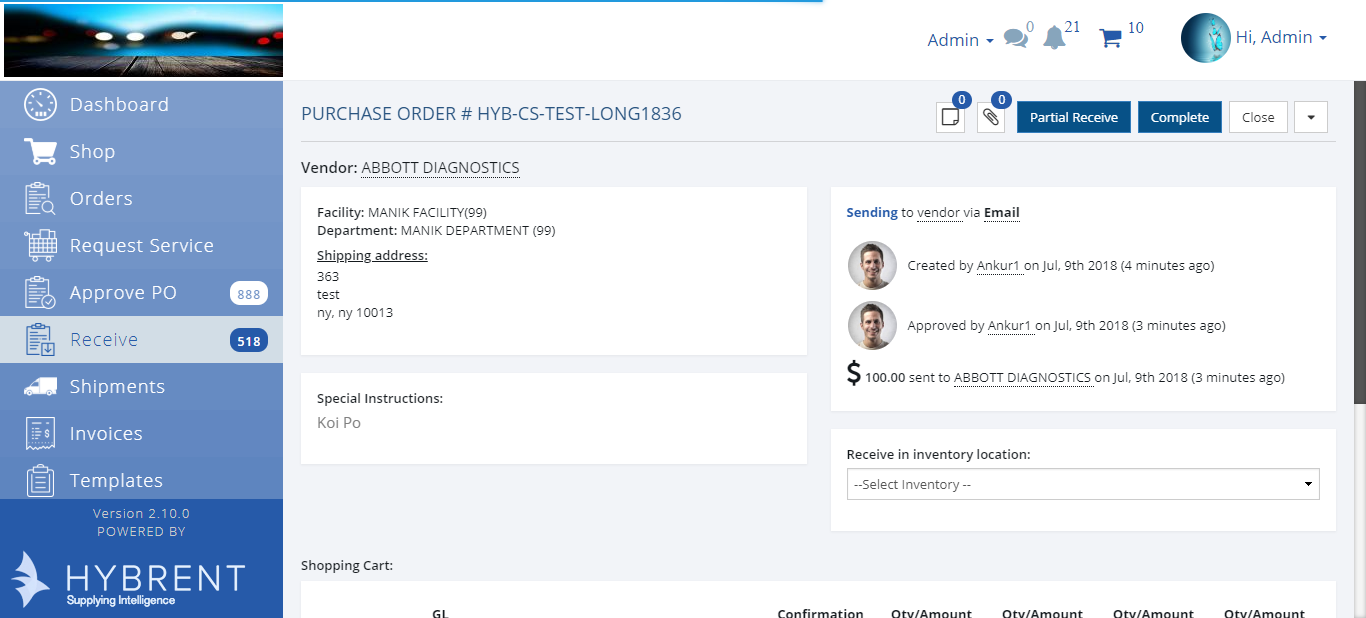 Admin 0 21 10 Hi, Admin
Dashboard
Shop
Orders
Request Service
Approve PO 888
Receive 518
Shipments
Invoices
Templates
Version 2.10.0
POWERED BY
HYBRENT
Supplying Intelligence
PURCHASE ORDER # HYB-CS-TEST-LONG1836 0 0 Partial Receive Complete Close
Vendor: ABBOTT DIAGNOSTICS
Facility: MANIK FACILITY(99)
Department: MANIK DEPARTMENT (99)
Shipping address:
363
test
ny, ny 10013
Special Instructions:
Koi Po
Sending to vendor via Email
Created by Ankur1 on Jul, 9th 2018 (4 minutes ago)
Approved by Ankur1 on Jul, 9th 2018 (3 minutes ago)
$ 100.00 sent to ABBOTT DIAGNOSTICS on Jul, 9th 2018 (3 minutes ago)
Receive in inventory location:
--Select Inventory --
Shopping Cart:
GL Confirmation Qty/Amount Qty/Amount Qty/Amount Qty/Amount